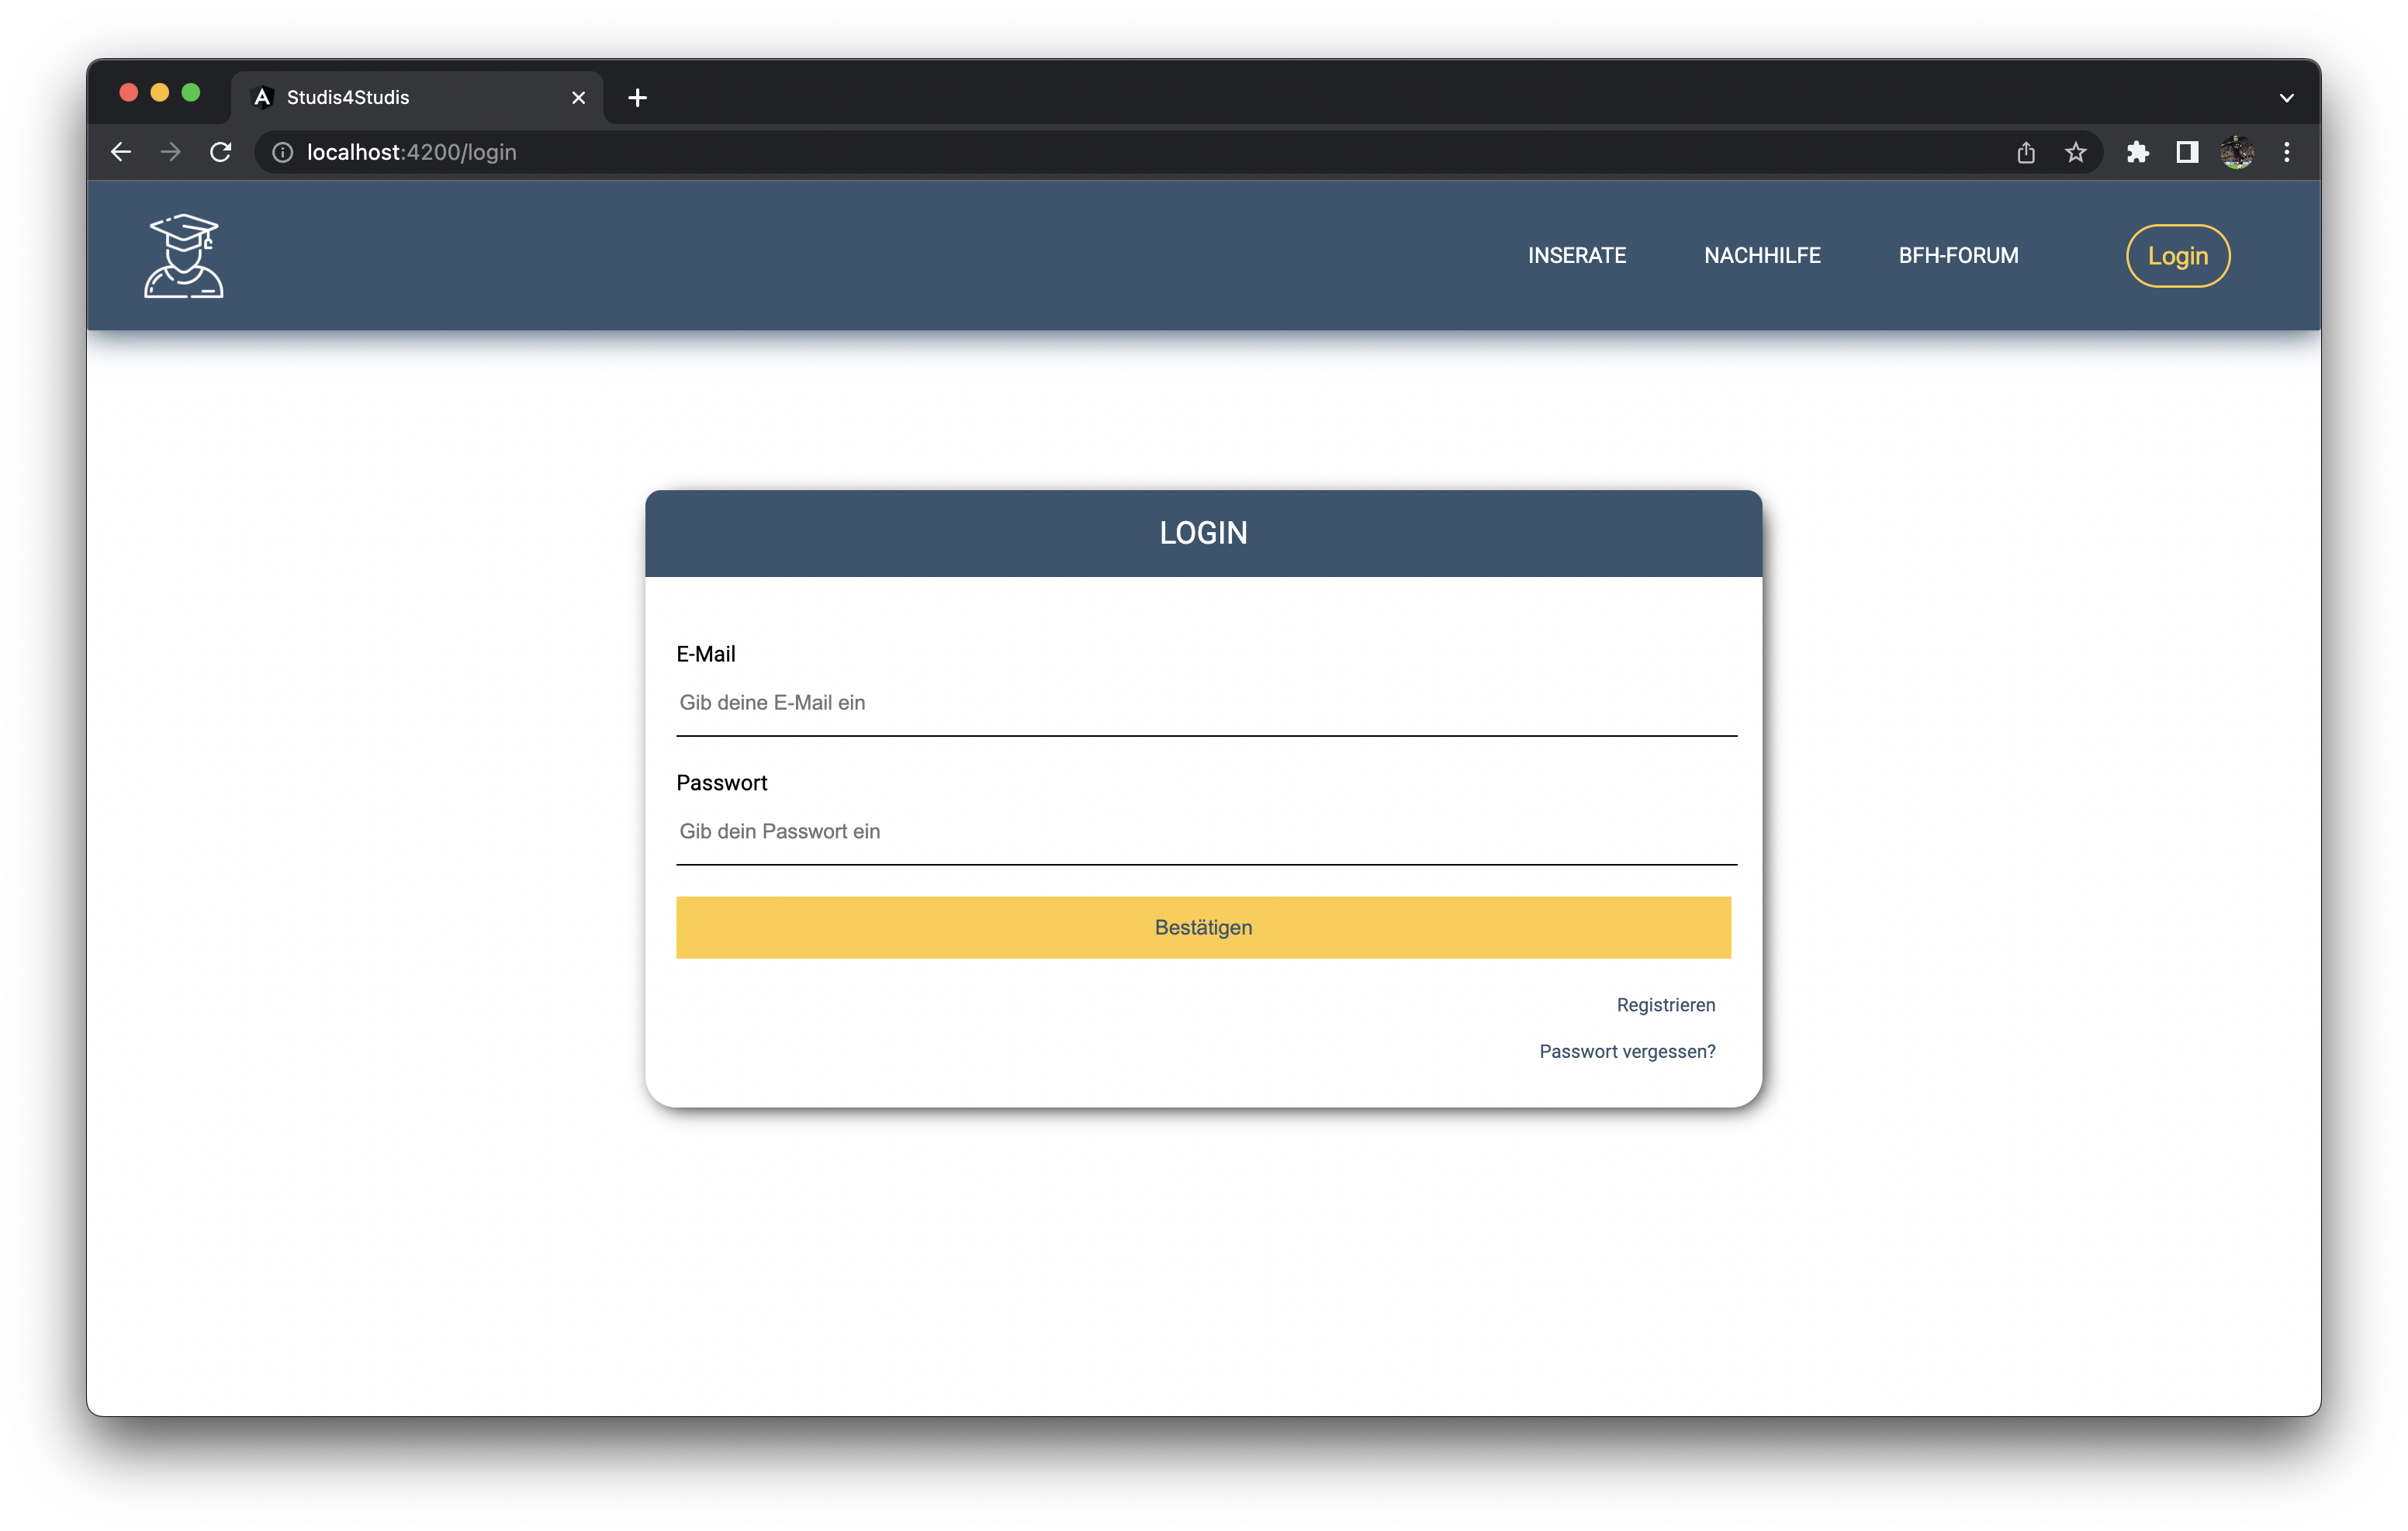 Studis4Studis
localhost:4200/login
INSERATE NACHHILFE BFH-FORUM Login
LOGIN
E-Mail
Gib deine E-Mail ein
Passwort
Gib dein Passwort ein
Bestätigen
Registrieren
Passwort vergessen?